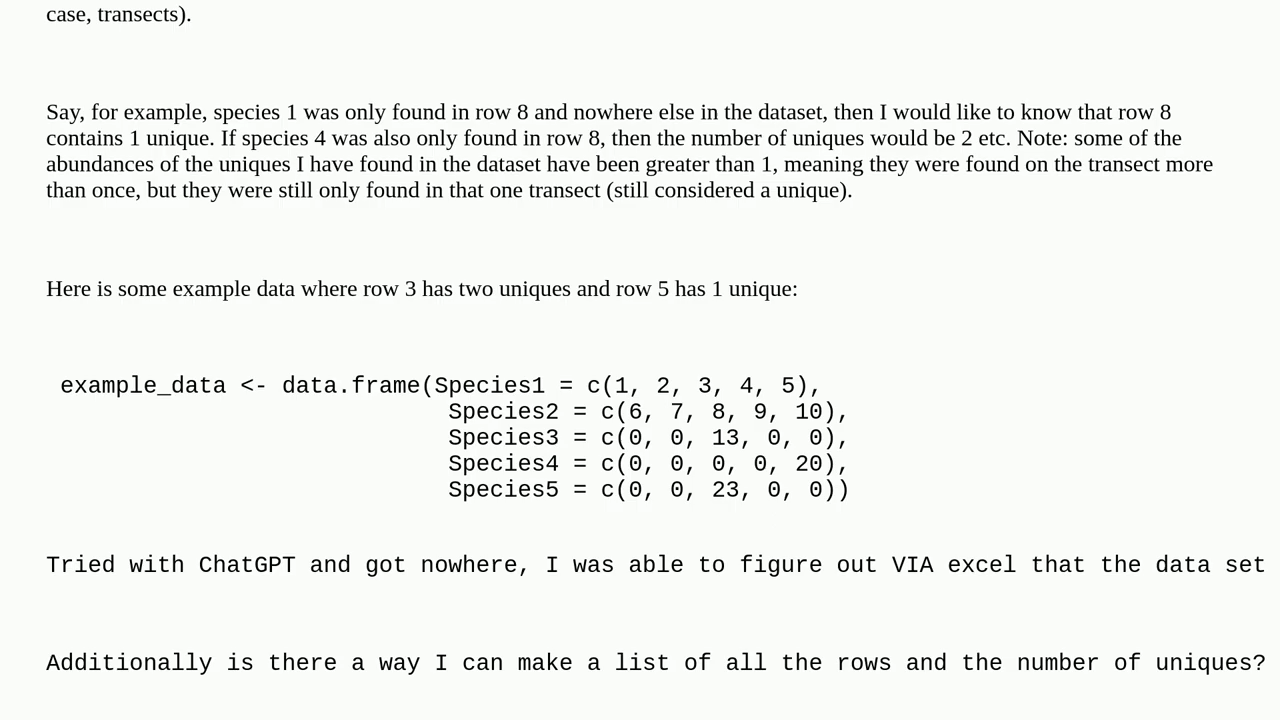 case, transects).
Say, for example, species 1 was only found in row 8 and nowhere else in the dataset, then I would like to know that row 8
contains 1 unique. If species 4 was also only found in row 8, then the number of uniques would be 2 etc. Note: some of the
abundances of the uniques I have found in the dataset have been greater than 1, meaning they were found on the transect more
than once, but they were still only found in that one transect (still considered a unique).
Here is some example data where row 3 has two uniques and row 5 has 1 unique:
example_data <- data.frame(Species1 = c(1, 2, 3, 4, 5),
Species2 = c(6, 7, 8, 9, 10),
Species3 = c(0, 0, 13, 0, 0),
Species4 = c(0, 0, 0, 0, 20),
Species5 = c(0, 0, 23, 0, 0))
Tried with ChatGPT and got nowhere, I was able to figure out VIA excel that the data set
Additionally is there a way I can make a list of all the rows and the number of uniques?